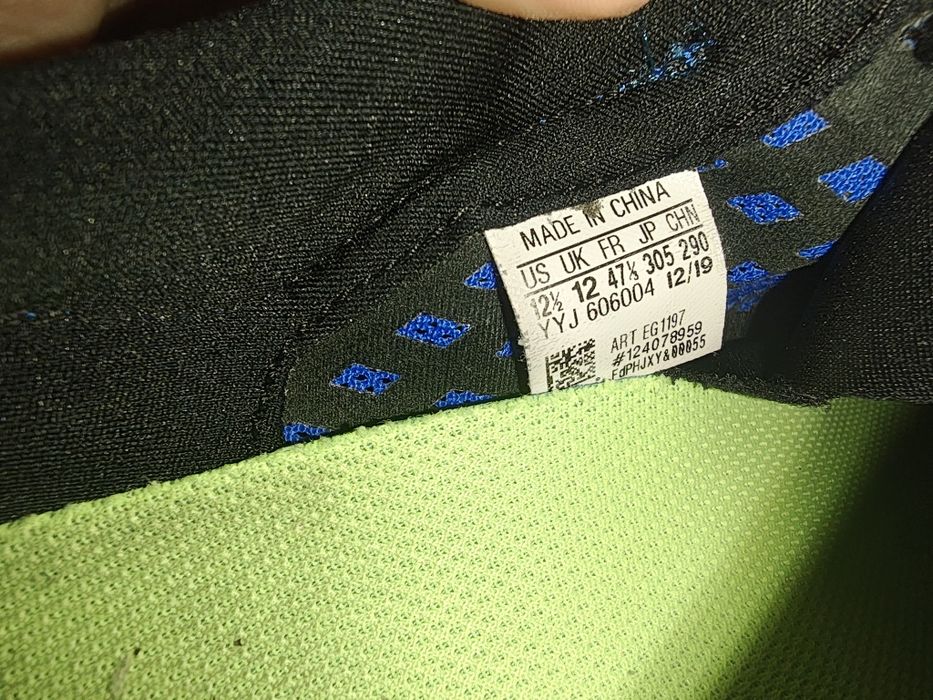 MADE IN CHINA
US UK FR JP CHN
12½ 12 47⅓ 305 290
YYJ 606004 12/19
ART EG1197
#124078959
EdPHJXY&00055